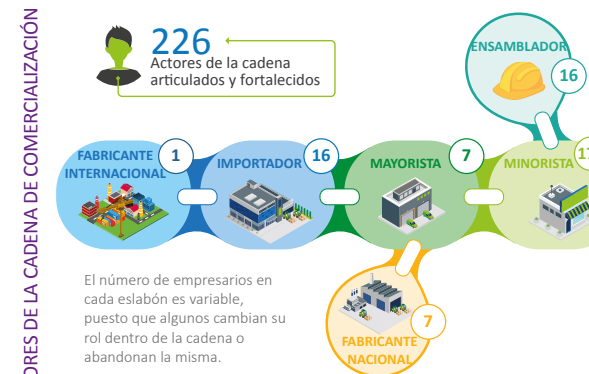 DORES DE LA CADENA DE COMERCIALIZACIÓN
226
Actores de la cadena
articulados y fortalecidos
ENSAMBLADOR
16
FABRICANTE
INTERNACIONAL
1
IMPORTADOR
16
MAYORISTA
7
MINORISTA
El número de empresarios en
cada eslabón es variable,
puesto que algunos cambian su
rol dentro de la cadena o
abandonan la misma.
7
FABRICANTE
NACIONAL